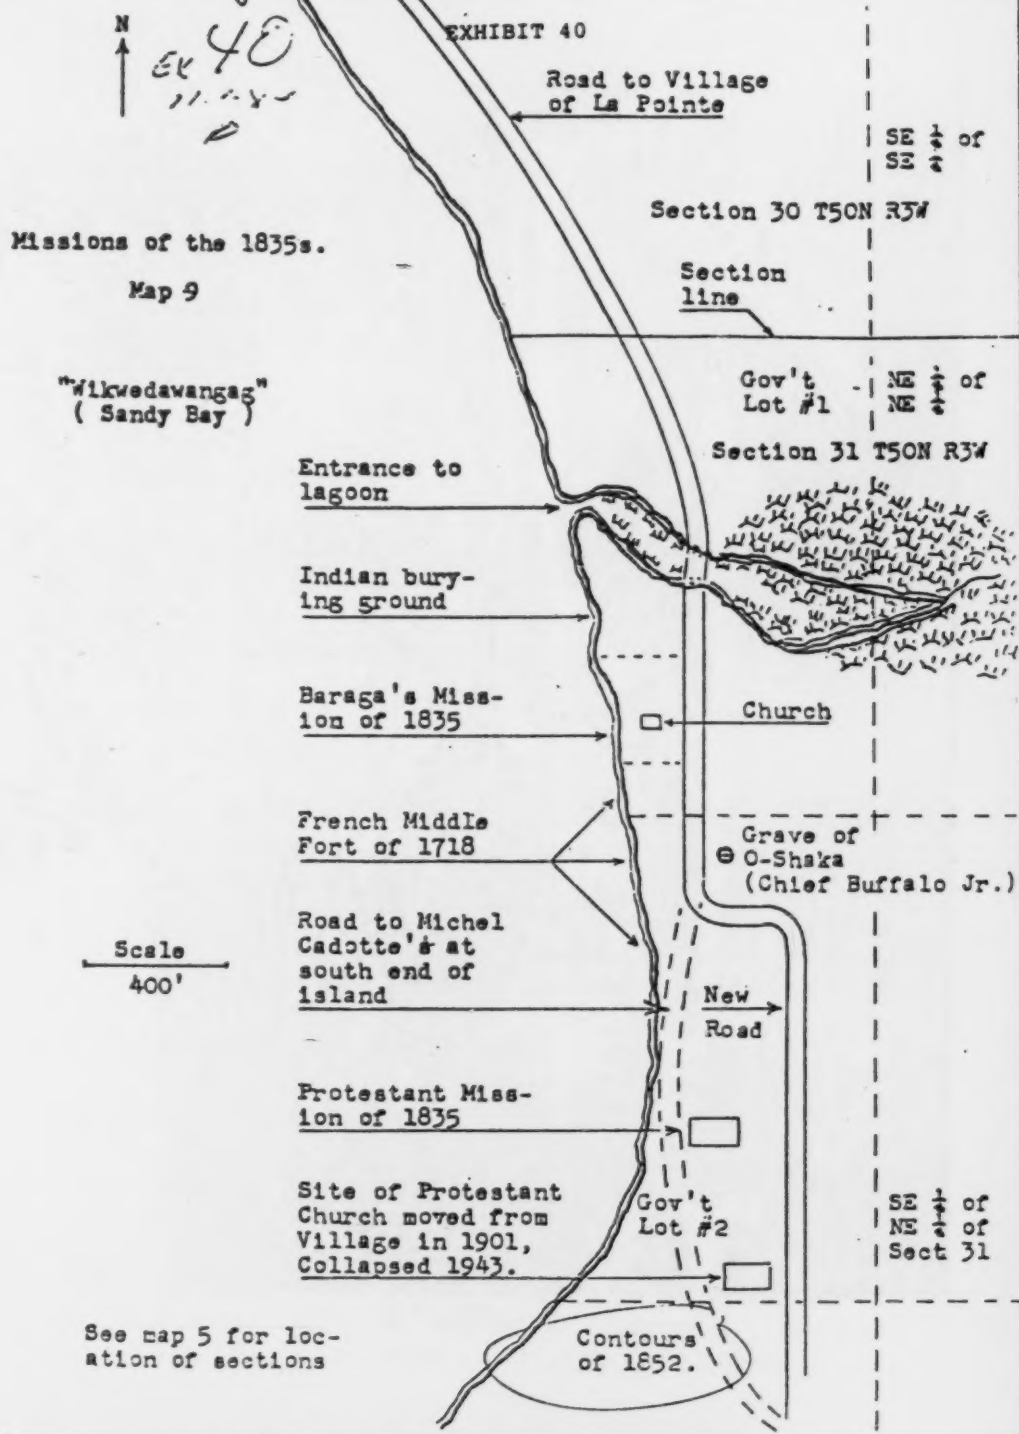 EXHIBIT 40
N
Ex 40
Road to Village
of La Pointe
SE ¼ of
SE ¼
Section 30 T50N R3W
Missions of the 1835s.
Map 9
Section
line
"Wikwedawangag"
( Sandy Bay )
Gov't
Lot #1
NE ¼ of
NE ¼
Section 31 T50N R3W
Entrance to
lagoon
Indian bury-
ing ground
Baraga's Miss-
ion of 1835
Church
French Middle
Fort of 1718
Grave of
O-Shaka
(Chief Buffalo Jr.)
Road to Michel
Cadotte's at
south end of
island
Scale
400'
New
Road
Protestant Miss-
ion of 1835
Site of Protestant
Church moved from
Village in 1901,
Collapsed 1943.
Gov't
Lot #2
SE ¼ of
NE ¼ of
Sect 31
See map 5 for loc-
ation of sections
Contours
of 1852.